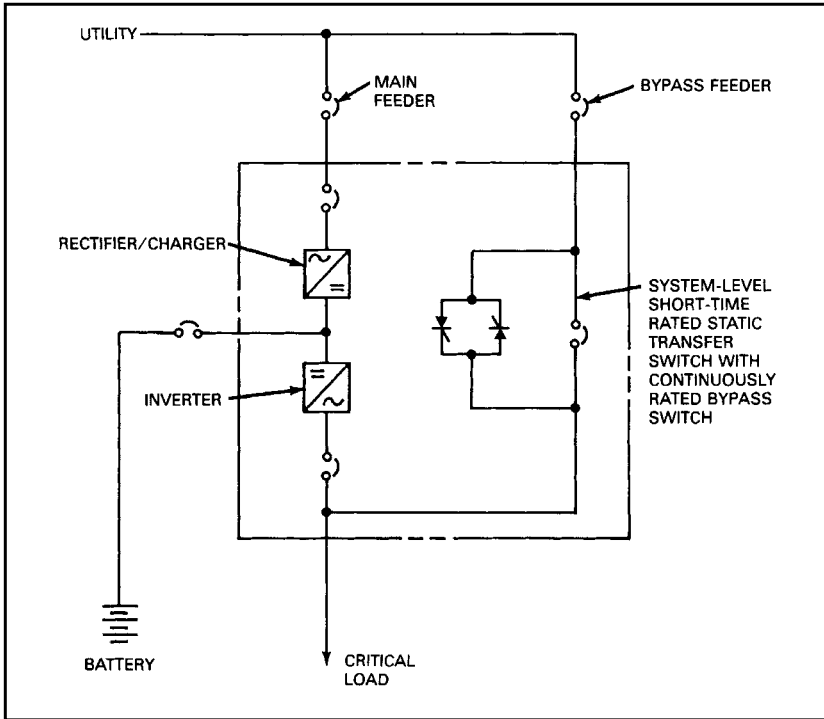 UTILITY
MAIN
FEEDER
BYPASS FEEDER
RECTIFIER/CHARGER
SYSTEM-LEVEL
SHORT-TIME
RATED STATIC
TRANSFER
SWITCH WITH
CONTINUOUSLY
RATED BYPASS
SWITCH
INVERTER
BATTERY
CRITICAL
LOAD